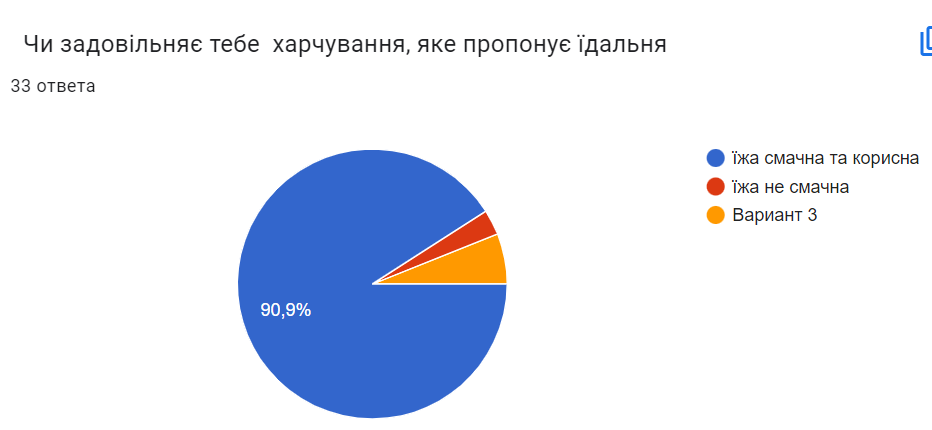 Чи задовільняє тебе  харчування, яке пропонує їдальня
33 ответа
їжа смачна та корисна
їжа не смачна
Вариант 3
90,9%